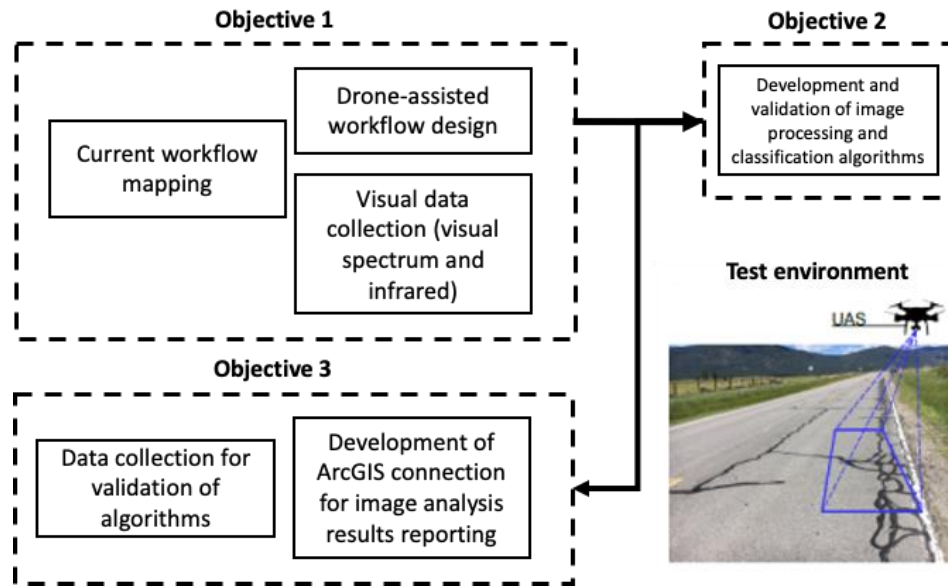 Objective 1
Current workflow
mapping
Drone-assisted
workflow design
Visual data
collection (visual
spectrum and
infrared)
Objective 2
Development and
validation of image
processing and
classification algorithms
Test environment
UAS
Objective 3
Data collection for
validation of
algorithms
Development of
ArcGIS connection
for image analysis
results reporting